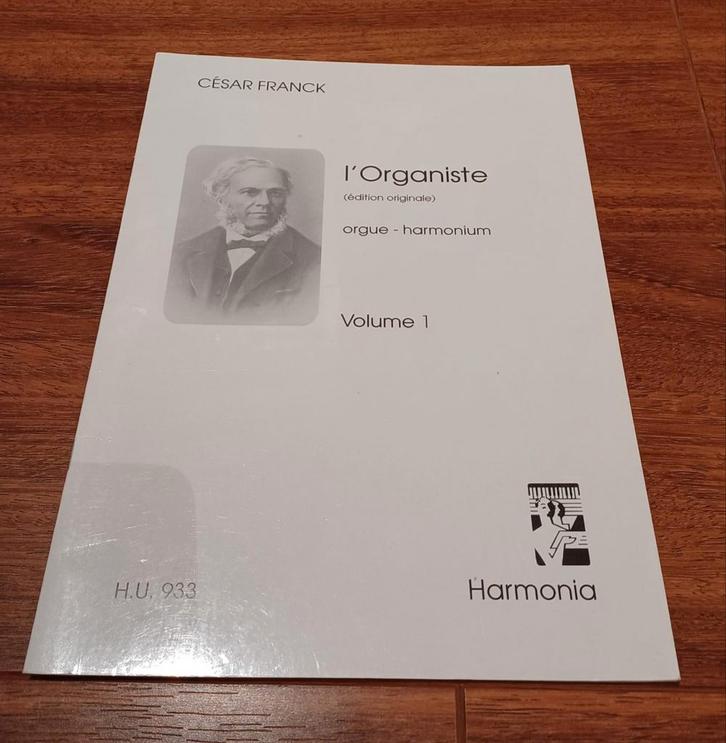 CÉSAR FRANCK
l'Organiste
(édition originale)
orgue - harmonium
Volume 1
H.U. 933
Harmonia